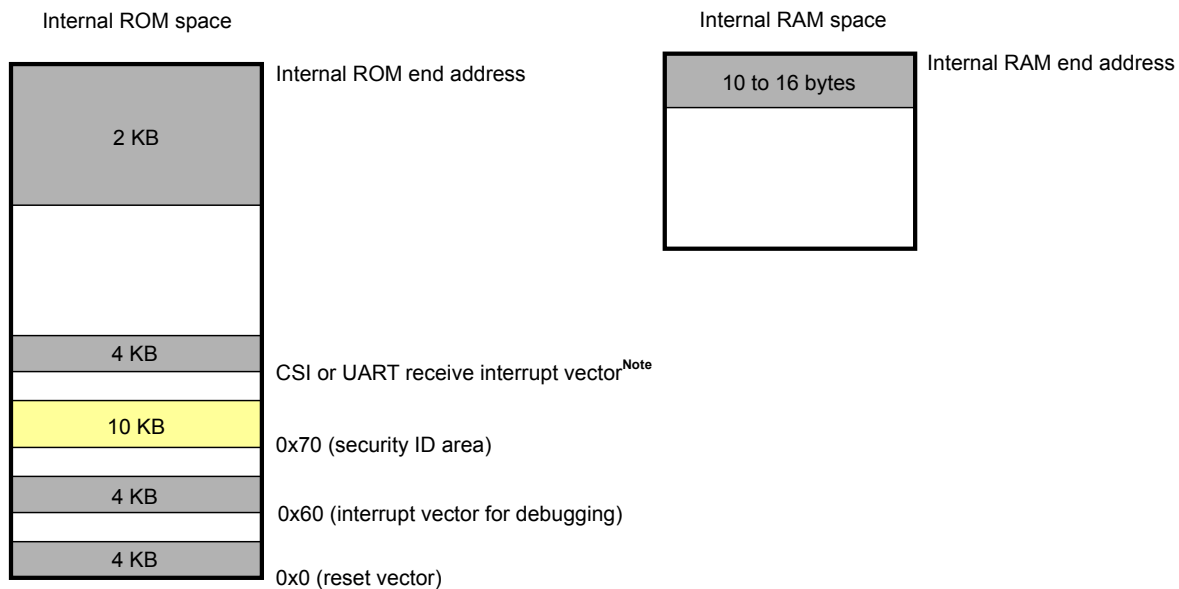 Internal ROM space
Internal ROM end address
2 KB
4 KB
CSI or UART receive interrupt vectorNote
10 KB
0x70 (security ID area)
4 KB
0x60 (interrupt vector for debugging)
4 KB
0x0 (reset vector)
Internal RAM space
Internal RAM end address
10 to 16 bytes